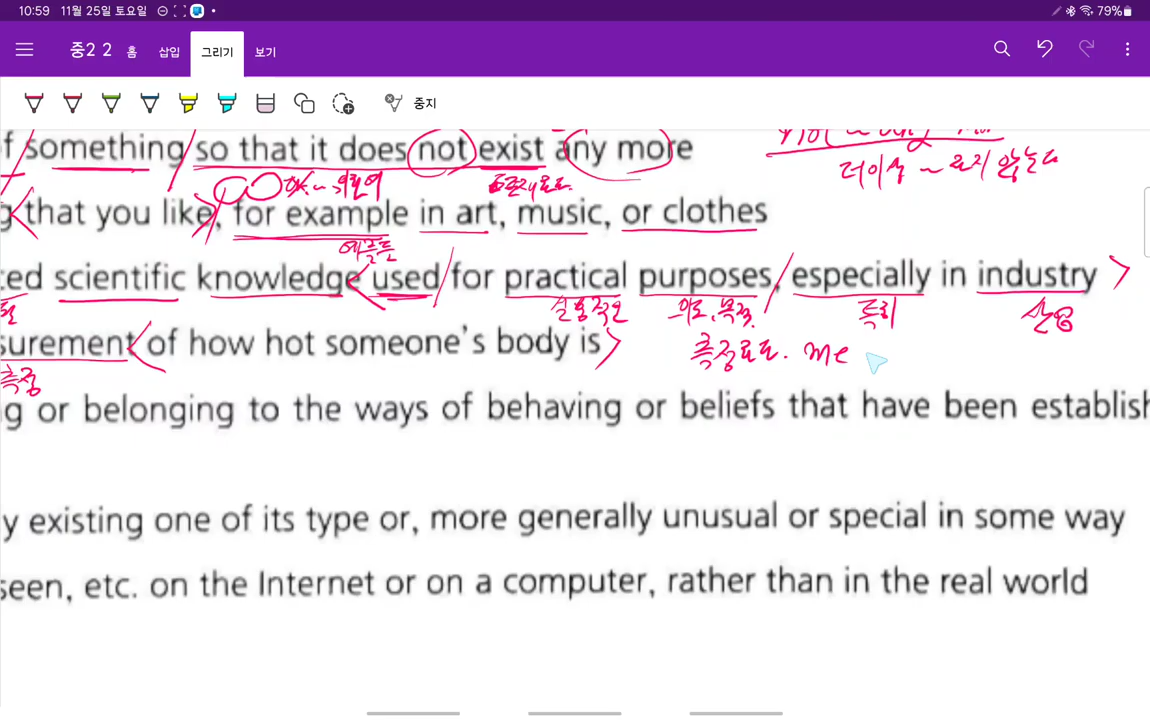 10:59 11월 25일 토요일 79%
중2 2 홈 삽입 그리기 보기
중지
f something so that it does not exist any more
더이상 ~ 않는다
g that you like, for example in art, music, or clothes
예를들면
ced scientific knowledge used for practical purposes, especially in industry
실용적인 의도, 목적 특히 산업
surement of how hot someone's body is 측정하다. me
측정
ng or belonging to the ways of behaving or beliefs that have been establish
y existing one of its type or, more generally unusual or special in some way
seen, etc. on the Internet or on a computer, rather than in the real world